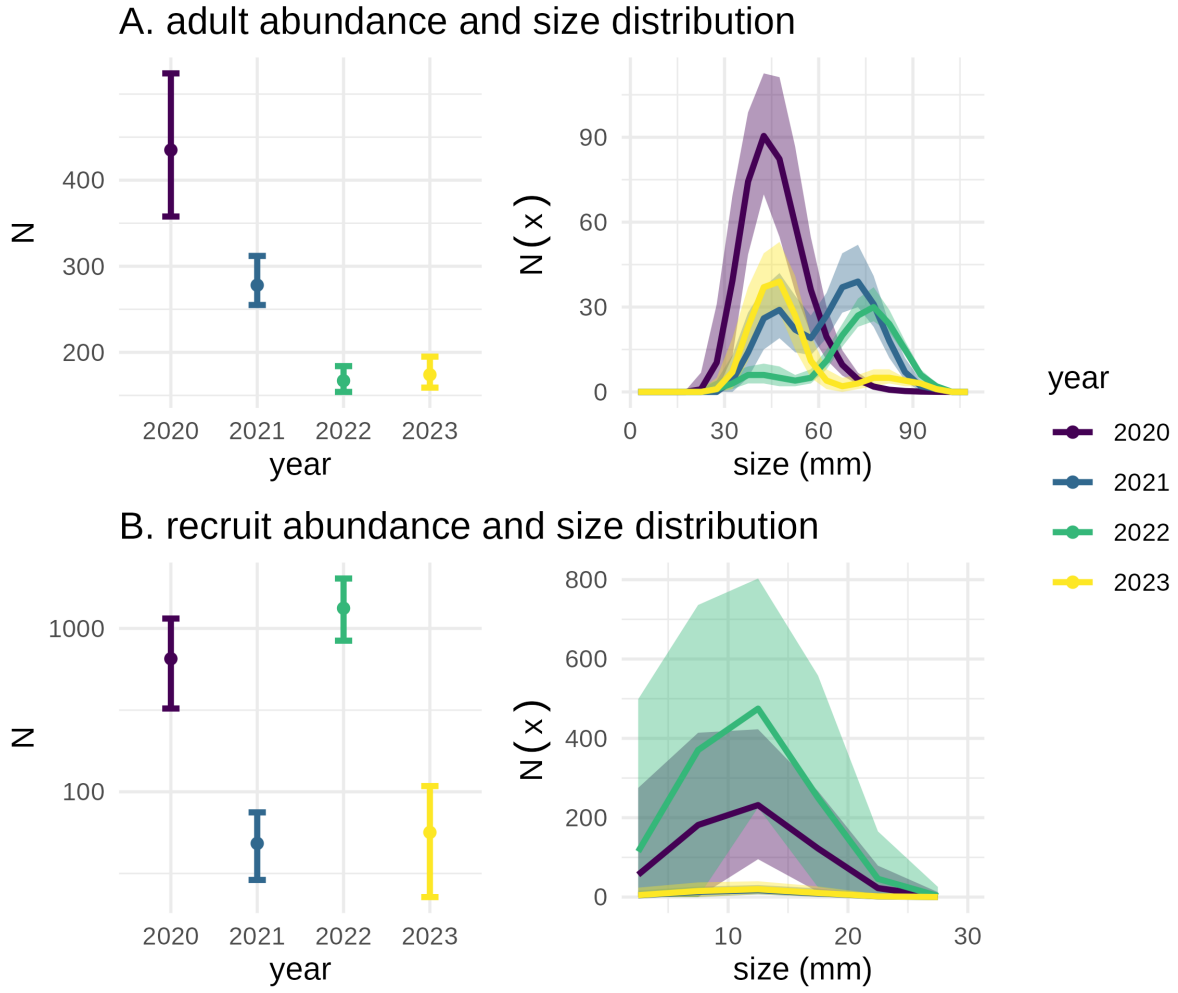 A. adult abundance and size distribution
N
400
300
200
2020 2021 2022 2023
year
N ( x )
90
60
30
0
0 30 60 90
size (mm)
B. recruit abundance and size distribution
N
1000
100
2020 2021 2022 2023
year
N ( x )
800
600
400
200
0
10 20 30
size (mm)
year
2020
2021
2022
2023